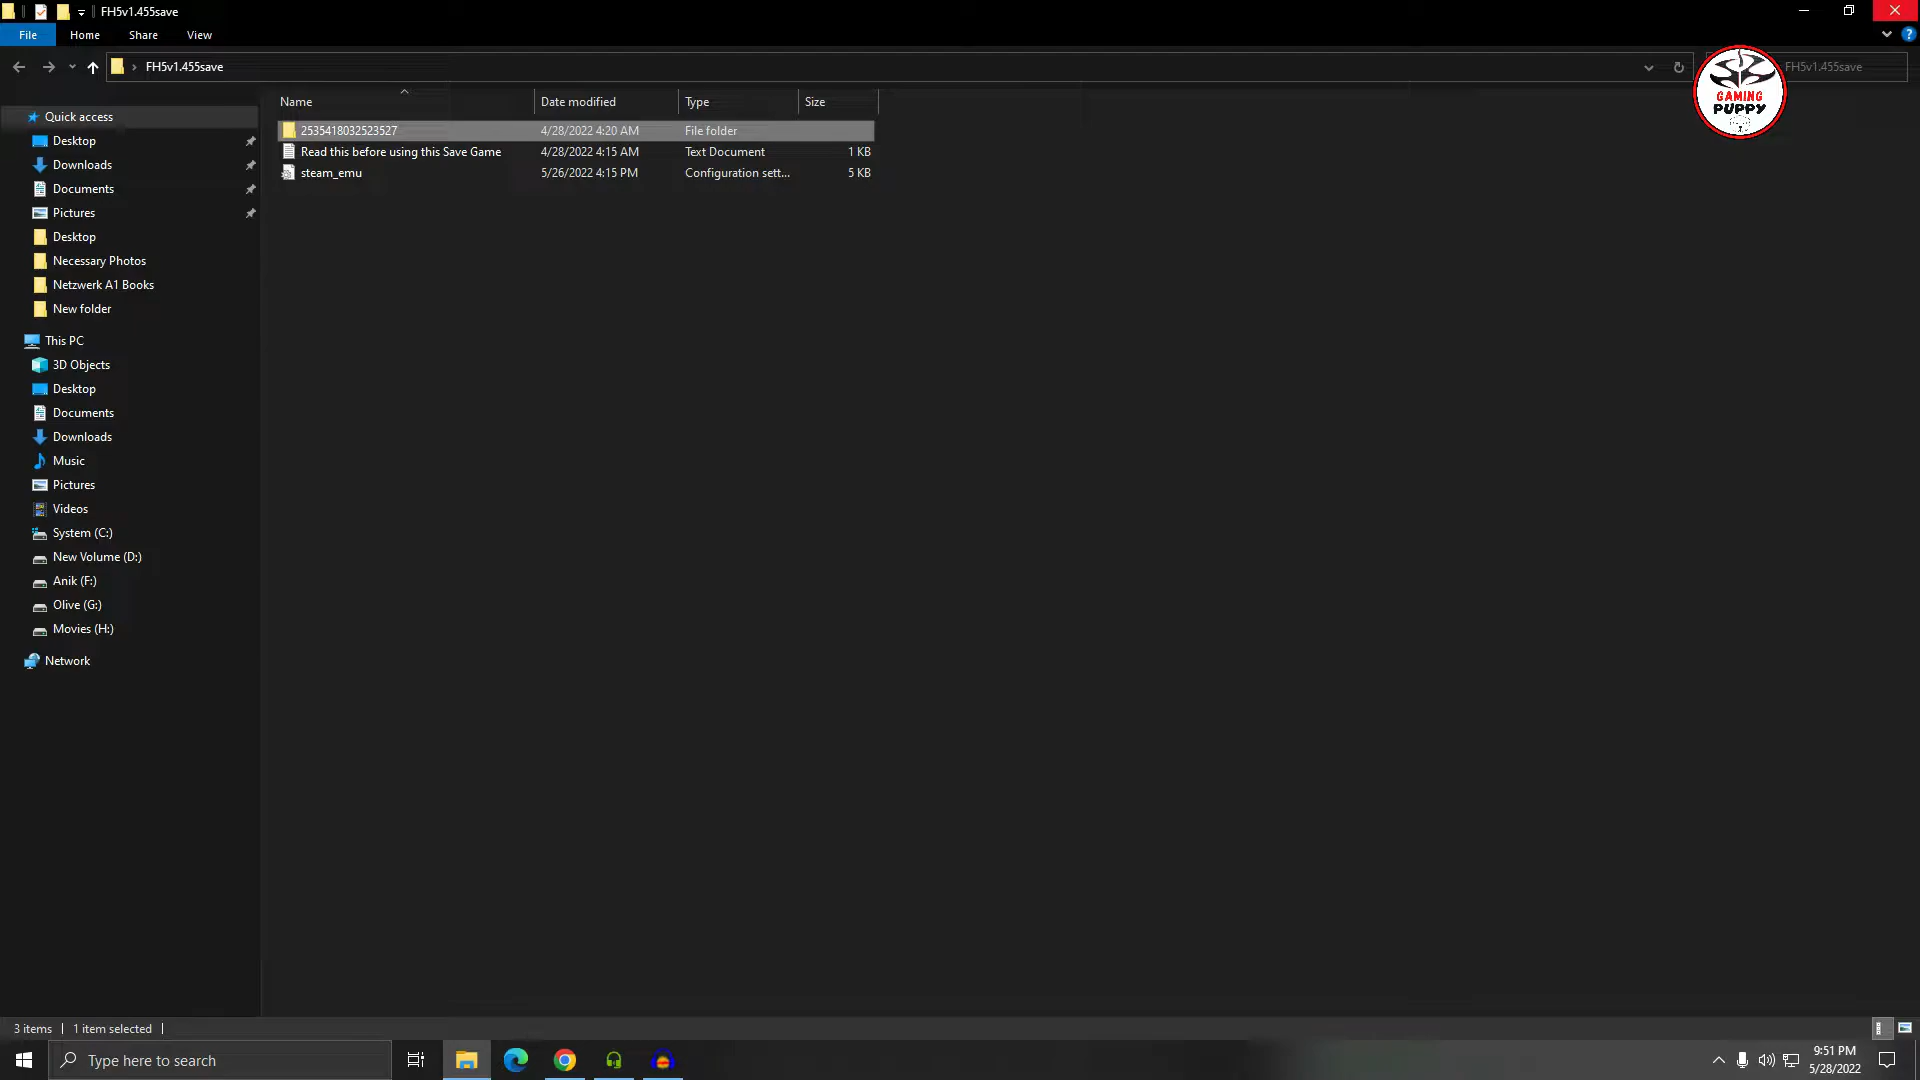 FH5v1.455save
File Home Share View
FH5v1.455save
FH5v1.455save
GAMING
PUPPY
Name Date modified Type Size
2535418032523527 4/28/2022 4:20 AM File folder
Read this before using this Save Game 4/28/2022 4:15 AM Text Document 1 KB
steam_emu 5/26/2022 4:15 PM Configuration sett... 5 KB
Quick access
Desktop
Downloads
Documents
Pictures
Desktop
Necessary Photos
Netzwerk A1 Books
New folder
This PC
3D Objects
Desktop
Documents
Downloads
Music
Pictures
Videos
System (C:)
New Volume (D:)
Anik (F:)
Olive (G:)
Movies (H:)
Network
3 items 1 item selected
Type here to search
9:51 PM
5/28/2022